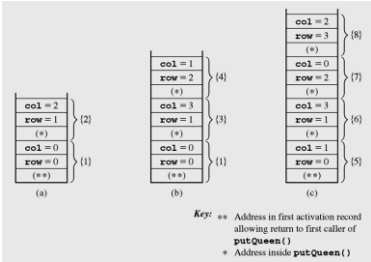 col = 2
row = 1
(*)
{2}
col = 0
row = 0
(**)
{1}
(a)
col = 1
row = 2
(*)
{4}
col = 3
row = 1
(*)
{3}
col = 0
row = 0
(**)
{1}
(b)
col = 2
row = 3
(*)
{8}
col = 0
row = 2
(*)
{7}
col = 3
row = 1
(*)
{6}
col = 1
row = 0
(**)
{5}
(c)
Key: ** Address in first activation record
allowing return to first caller of
putQueen()
* Address inside putQueen()